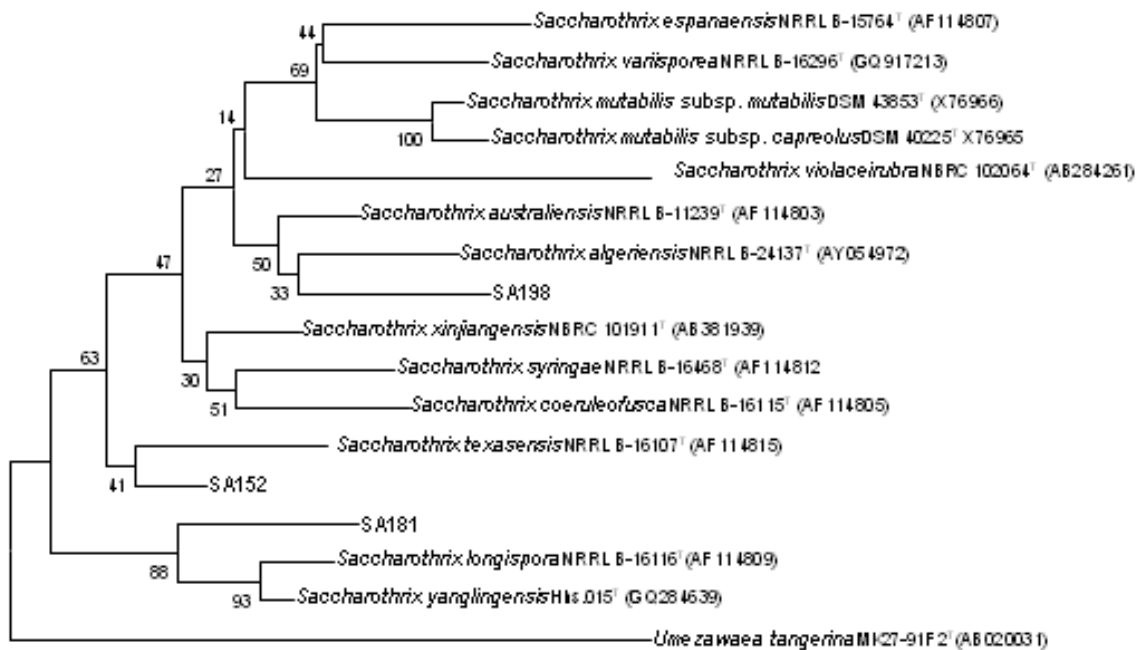 44 Saccharothrix espanaensis NRRL B-15764ᵀ (AF114807)
Saccharothrix variisporea NRRL B-16296ᵀ (GQ917213)
69
Saccharothrix mutabilis subsp. mutabilis DSM 43853ᵀ (X76966)
14
100 Saccharothrix mutabilis subsp. capreolus DSM 40225ᵀ X76965
Saccharothrix violaceirubra NBRC 102064ᵀ (AB284261)
27
Saccharothrix australiensis NRRL B-11239ᵀ (AF114803)
47 50 Saccharothrix algeriensis NRRL B-24137ᵀ (AY054972)
33 SA198
Saccharothrix xinjiangensis NBRC 101911ᵀ (AB381939)
63
30 Saccharothrix syringae NRRL B-16468ᵀ (AF114812
51 Saccharothrix coeruleofusca NRRL B-16115ᵀ (AF114805)
Saccharothrix texasensis NRRL B-16107ᵀ (AF114815)
41 SA152
SA181
88 Saccharothrix longispora NRRL B-16116ᵀ (AF114809)
93 Saccharothrix yanglingensis Hhs.015ᵀ (GQ284639)
Umezawaea tangerina MK27-91F2ᵀ (AB020031)